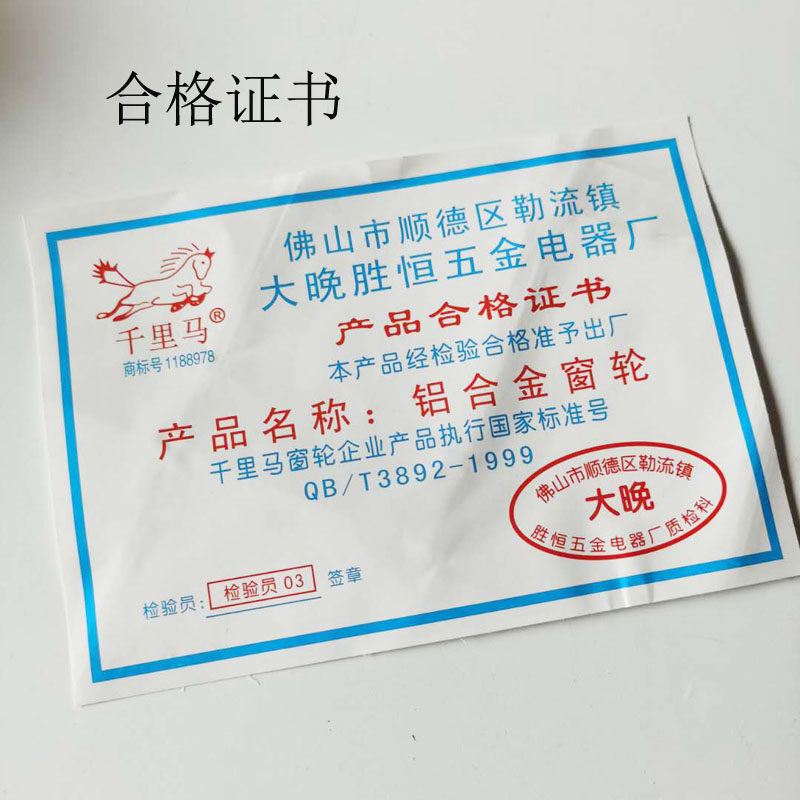 合格证书
佛山市顺德区勒流镇
大晚胜恒五金电器厂
千里马®
商标号1188978
产品合格证书
本产品经检验合格准予出厂
产品名称：铝合金窗轮
千里马窗轮企业产品执行国家标准号
QB/T3892-1999
佛山市顺德区勒流镇
大晚
胜恒五金电器厂质检科
检验员：检验员03 签章